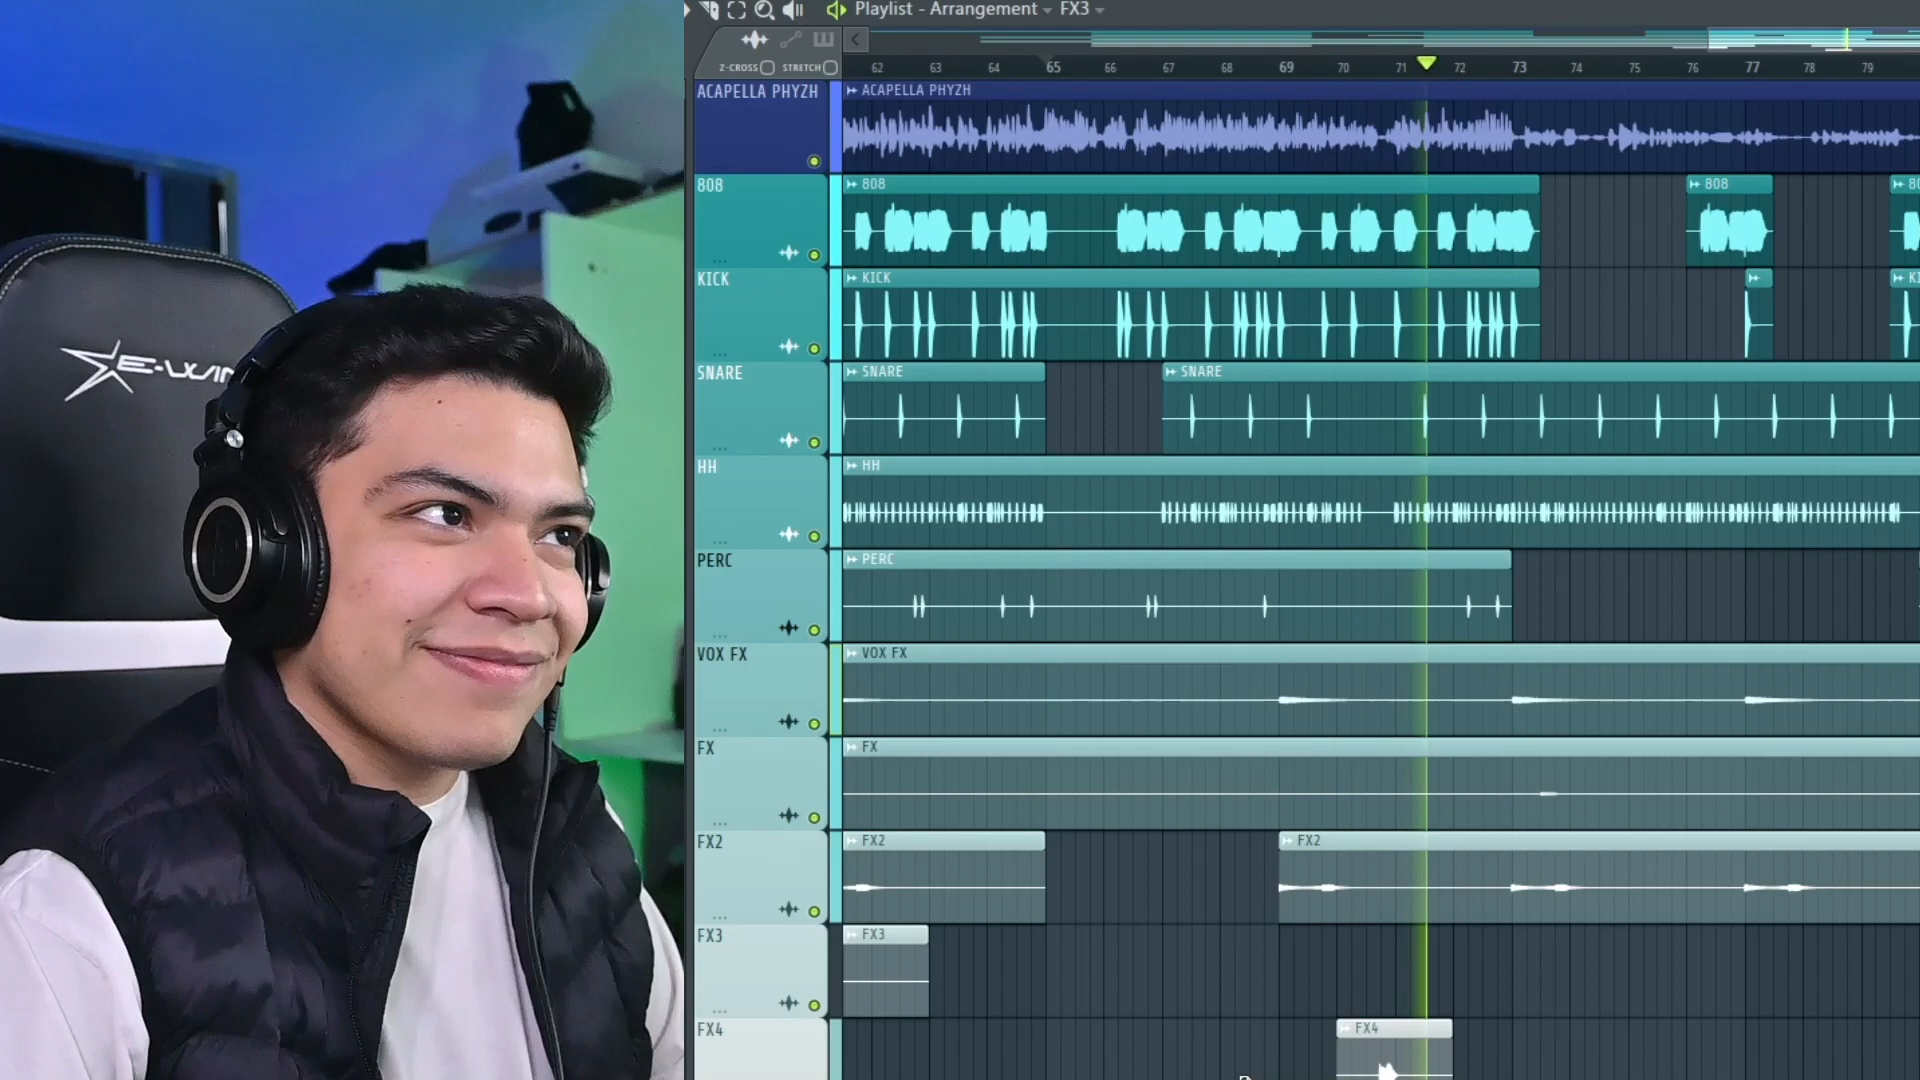 Playlist - Arrangement FX3
Z-CROSS STRETCH
62 63 64 65 66 67 68 69 70 71 72 73 74 75 76 77 78 79
ACAPELLA PHYZH
ACAPELLA PHYZH
808
808
808
KICK
KICK
SNARE
SNARE
SNARE
HH
HH
PERC
PERC
VOX FX
VOX FX
FX
FX
FX2
FX2
FX2
FX3
FX3
FX4
FX4